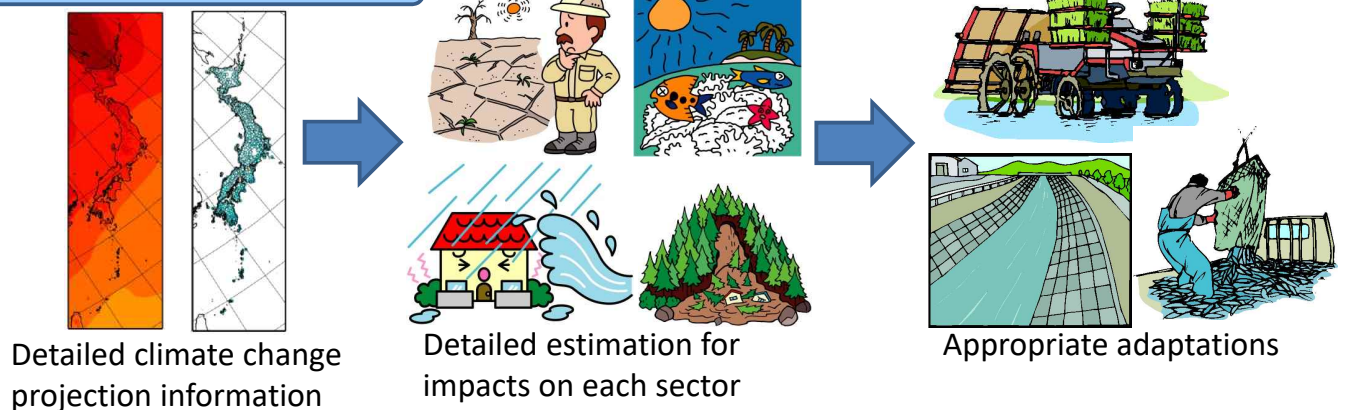 Detailed climate change
projection information
Detailed estimation for
impacts on each sector
Appropriate adaptations